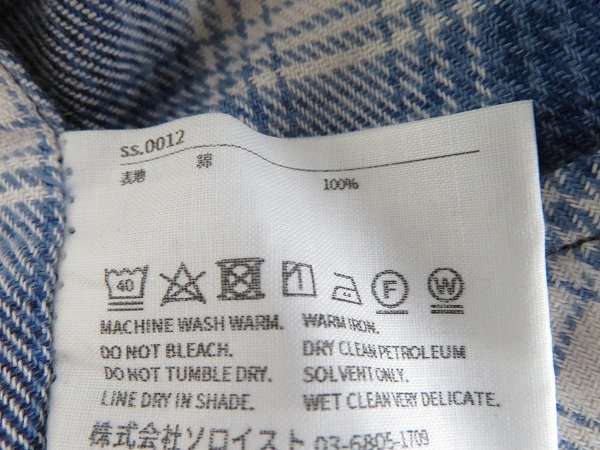 ss.0012
表地 綿 100%
40 F W
MACHINE WASH WARM. WARM IRON.
DO NOT BLEACH. DRY CLEAN PETROLEUM
DO NOT TUMBLE DRY. SOLVENT ONLY.
LINE DRY IN SHADE. WET CLEAN VERY DELICATE.
株式会社ソロイスト 03-6805-1709